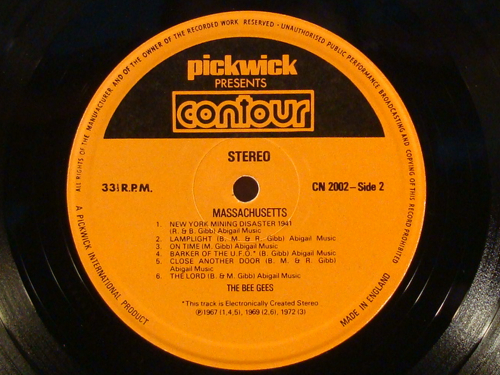 ALL RIGHTS OF THE MANUFACTURER AND OF THE OWNER OF THE RECORDED WORK RESERVED - UNAUTHORISED PUBLIC PERFORMANCE BROADCASTING AND COPYING OF THIS RECORD PROHIBITED
pickwick
PRESENTS
contour
STEREO
33⅓ R.P.M.
CN 2002-Side 2
MASSACHUSETTS
1. NEW YORK MINING DISASTER 1941
(R. & B. Gibb) Abigail Music
2. LAMPLIGHT (B. M. & R. Gibb) Abigail Music
3. ON TIME (M. Gibb) Abigail Music
4. BARKER OF THE U.F.O.* (B. Gibb) Abigail Music
5. CLOSE ANOTHER DOOR (B. M. & R. Gibb)
Abigail Music
6. THE LORD (B. & M. Gibb) Abigail Music
THE BEE GEES
*This track is Electronically Created Stereo
℗1967 (1,4,5), 1969 (2,6), 1972 (3)
A PICKWICK INTERNATIONAL PRODUCT
MADE IN ENGLAND